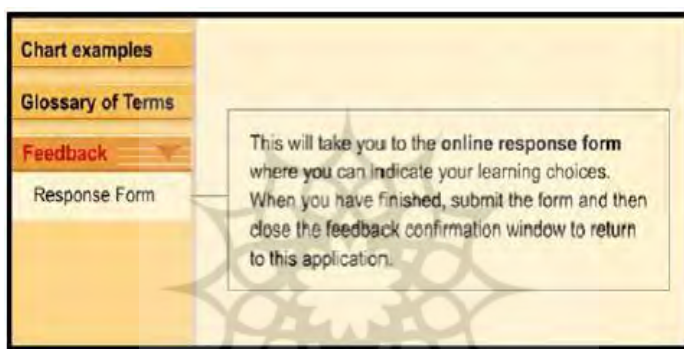 Chart examples
Glossary of Terms
Feedback
Response Form
This will take you to the online response form
where you can indicate your learning choices.
When you have finished, submit the form and then
close the feedback confirmation window to return
to this application.